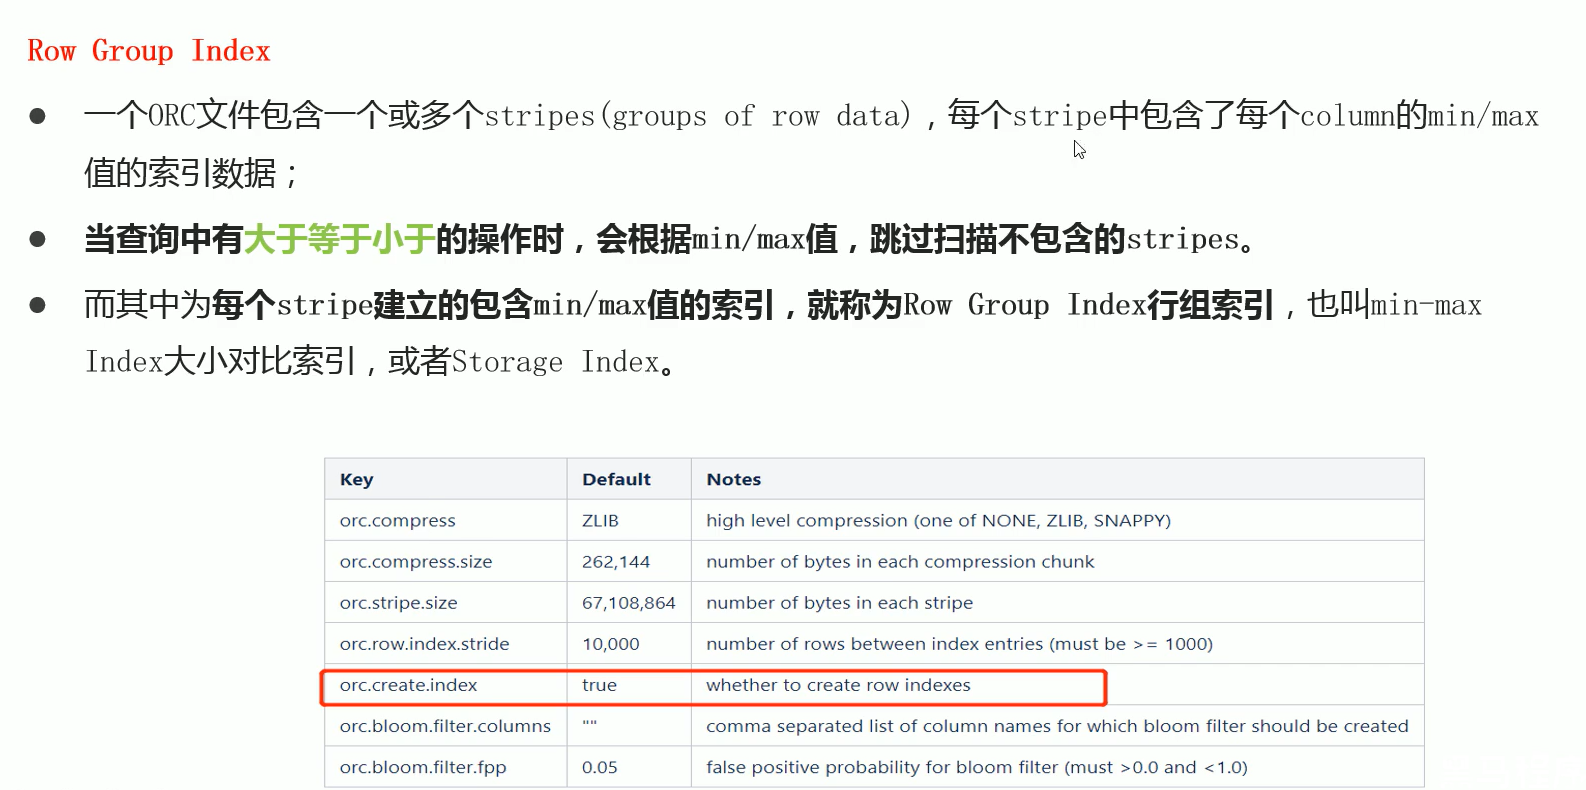 Row Group Index
● 一个ORC文件包含一个或多个stripes(groups of row data)，每个stripe中包含了每个column的min/max
值的索引数据；
● 当查询中有大于等于小于的操作时，会根据min/max值，跳过扫描不包含的stripes。
● 而其中为每个stripe建立的包含min/max值的索引，就称为Row Group Index行组索引，也叫min-max
Index大小对比索引，或者Storage Index。
Key Default Notes
orc.compress ZLIB high level compression (one of NONE, ZLIB, SNAPPY)
orc.compress.size 262,144 number of bytes in each compression chunk
orc.stripe.size 67,108,864 number of bytes in each stripe
orc.row.index.stride 10,000 number of rows between index entries (must be >= 1000)
orc.create.index true whether to create row indexes
orc.bloom.filter.columns "" comma separated list of column names for which bloom filter should be created
orc.bloom.filter.fpp 0.05 false positive probability for bloom filter (must >0.0 and <1.0)